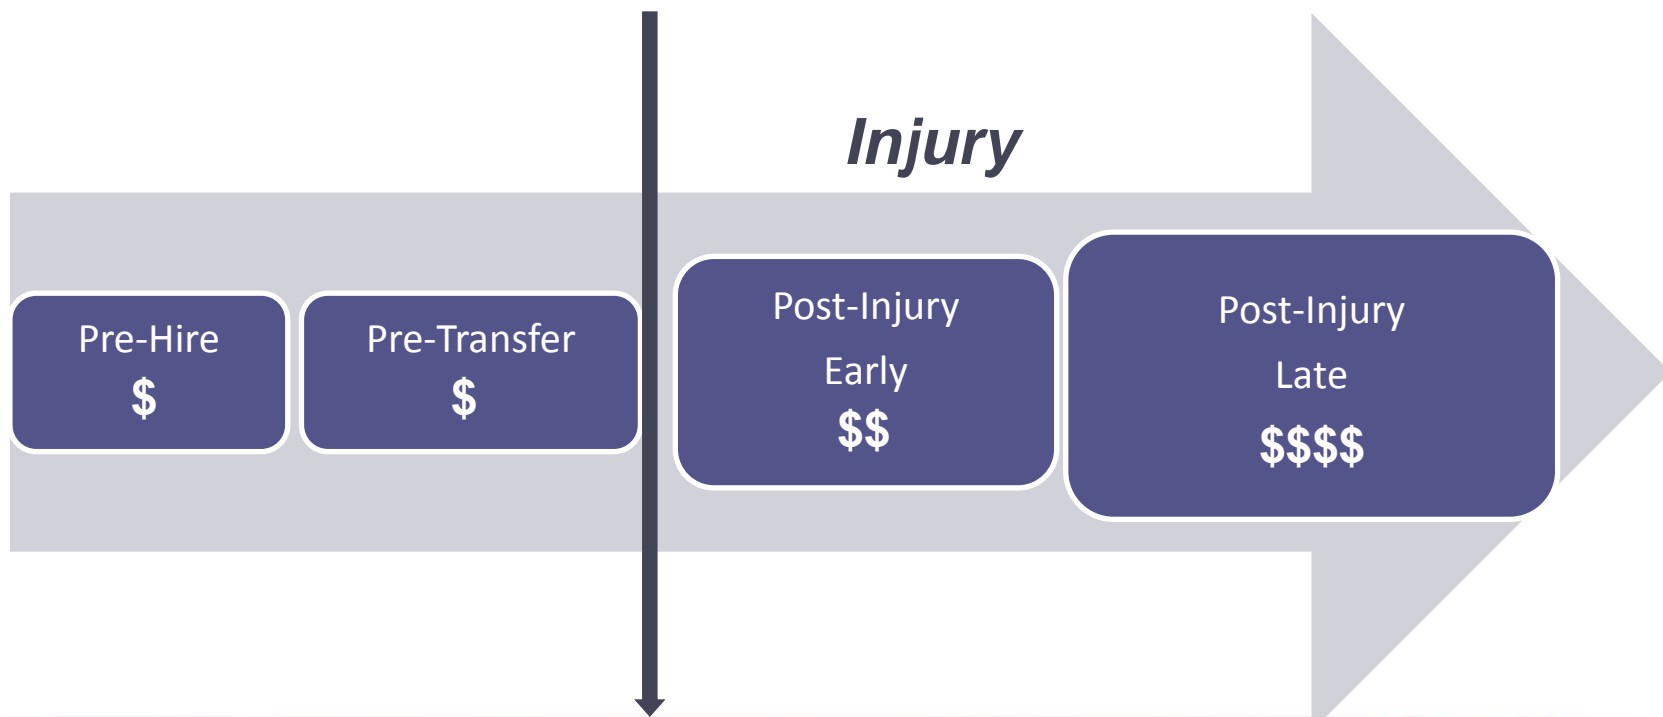 Injury
Pre-Hire
$
Pre-Transfer
$
Post-Injury
Early
$$
Post-Injury
Late
$$$$